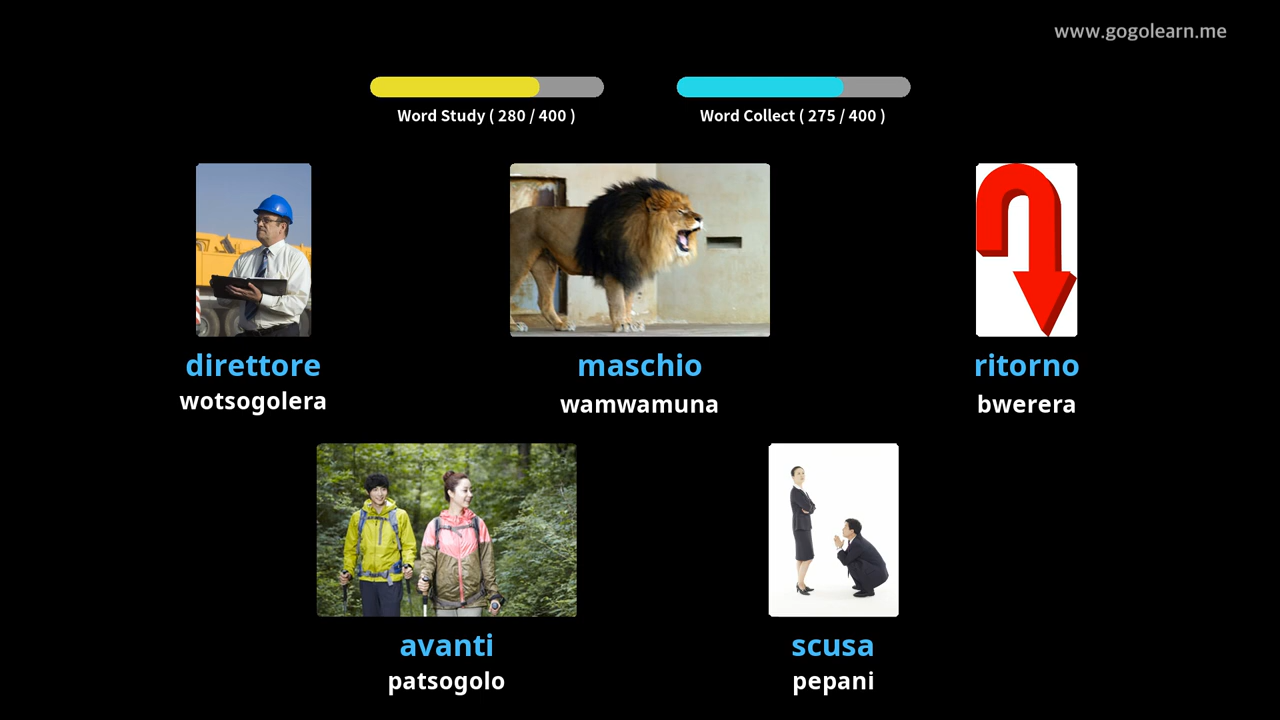 www.gogolearn.me
Word Study ( 280 / 400 )
Word Collect ( 275 / 400 )
direttore
wotsogolera
maschio
wamwamuna
ritorno
bwerera
avanti
patsogolo
scusa
pepani